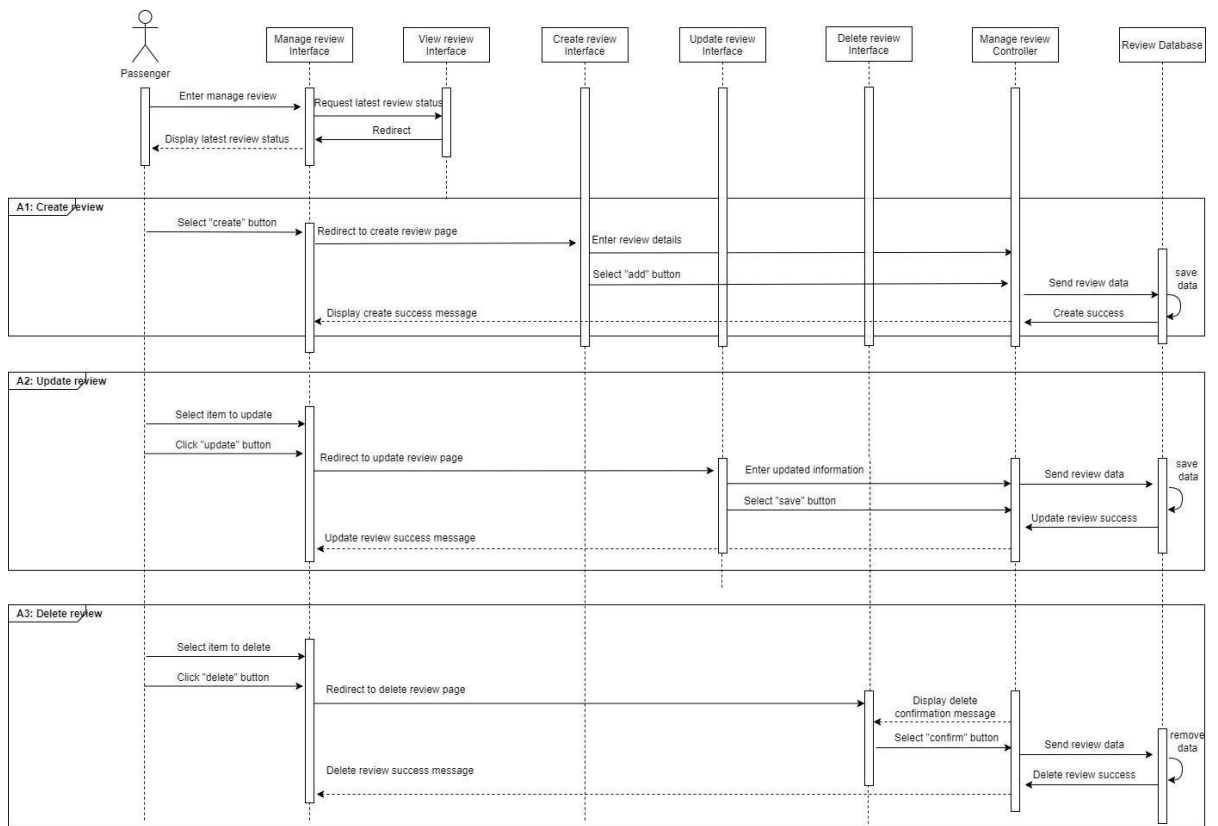 Passenger
Manage review
Interface
View review
Interface
Create review
Interface
Update review
Interface
Delete review
Interface
Manage review
Controller
Review Database
Enter manage review
Request latest review status
Redirect
Display latest review status
A1: Create review
Select "create" button
Redirect to create review page
Enter review details
Select "add" button
Send review data
save
data
Display create success message
Create success
A2: Update review
Select item to update
Click "update" button
Redirect to update review page
Enter updated information
Send review data
save
data
Select "save" button
Update review success
Update review success message
A3: Delete review
Select item to delete
Click "delete" button
Redirect to delete review page
Display delete
confirmation message
Select "confirm" button
Send review data
remove
data
Delete review success message
Delete review success